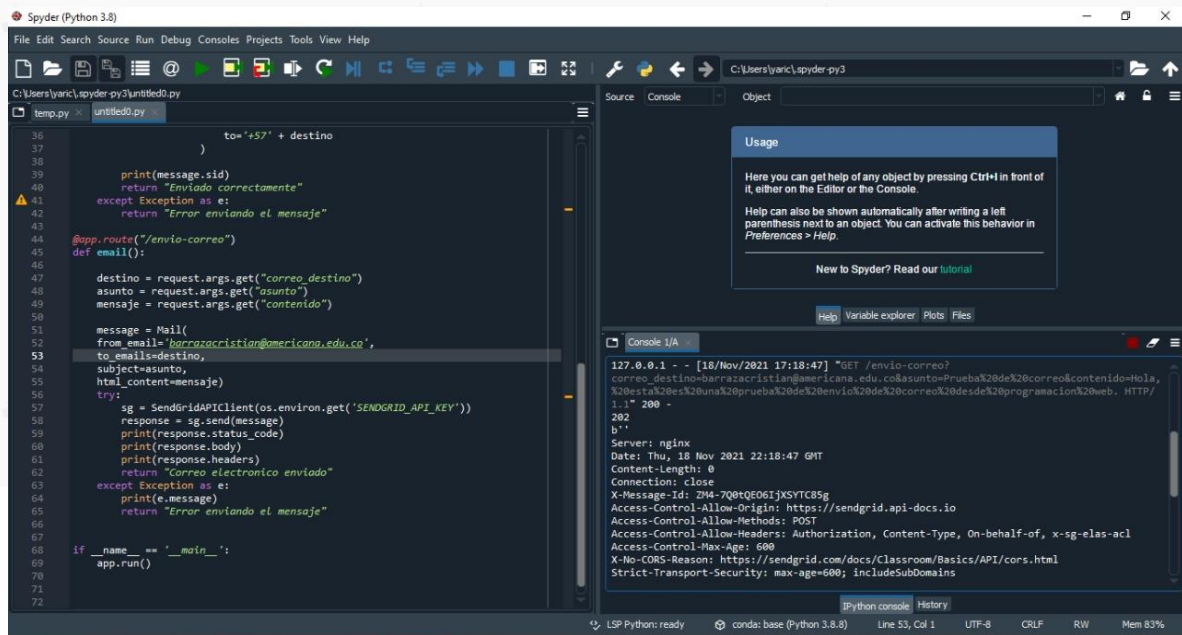 Spyder (Python 3.8)
File Edit Search Source Run Debug Consoles Projects Tools View Help
C:\Users\yaric\.spyder-py3
C:\Users\yaric\.spyder-py3\untitled0.py
temp.py
untitled0.py
36 to='+57' + destino
37 )
38
39 print(message.sid)
40 return "Enviado correctamente"
41 except Exception as e:
42 return "Error enviando el mensaje"
43
44 @app.route("/envio-correo")
45 def email():
46
47 destino = request.args.get("correo_destino")
48 asunto = request.args.get("asunto")
49 mensaje = request.args.get("contenido")
50
51 message = Mail(
52 from_email='barrazacristian@americana.edu.co',
53 to_emails=destino,
54 subject=asunto,
55 html_content=mensaje)
56 try:
57 sg = SendGridAPIClient(os.environ.get('SENDGRID_API_KEY'))
58 response = sg.send(message)
59 print(response.status_code)
60 print(response.body)
61 print(response.headers)
62 return "Correo electronico enviado"
63 except Exception as e:
64 print(e.message)
65 return "Error enviando el mensaje"
66
67
68 if __name__ == '__main__':
69 app.run()
70
71
72
Source Console Object
Usage
Here you can get help of any object by pressing Ctrl+I in front of
it, either on the Editor or the Console.
Help can also be shown automatically after writing a left
parenthesis next to an object. You can activate this behavior in
Preferences > Help.
New to Spyder? Read our tutorial
Help Variable explorer Plots Files
Console 1/A
127.0.0.1 - - [18/Nov/2021 17:18:47] "GET /envio-correo?
correo_destino=barrazacristian@americana.edu.co&asunto=Prueba%20de%20correo&contenido=Hola,
%20esta%20es%20una%20prueba%20de%20envio%20de%20correo%20desde%20programacion%20web. HTTP/
1.1" 200 -
202
b''
Server: nginx
Date: Thu, 18 Nov 2021 22:18:47 GMT
Content-Length: 0
Connection: close
X-Message-Id: ZM4-7Q0tQEO6IjXSYTC85g
Access-Control-Allow-Origin: https://sendgrid.api-docs.io
Access-Control-Allow-Methods: POST
Access-Control-Allow-Headers: Authorization, Content-Type, On-behalf-of, x-sg-elas-acl
Access-Control-Max-Age: 600
X-No-CORS-Reason: https://sendgrid.com/docs/Classroom/Basics/API/cors.html
Strict-Transport-Security: max-age=600; includeSubDomains
IPython console History
LSP Python: ready conda: base (Python 3.8.8) Line 53, Col 1 UTF-8 CRLF RW Mem 83%